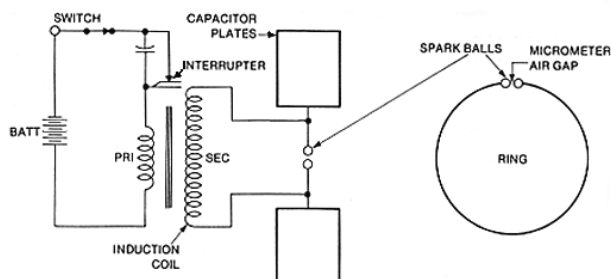 SWITCH
CAPACITOR
PLATES
INTERRUPTER
BATT
PRI
SEC
INDUCTION
COIL
SPARK BALLS
MICROMETER
AIR GAP
RING